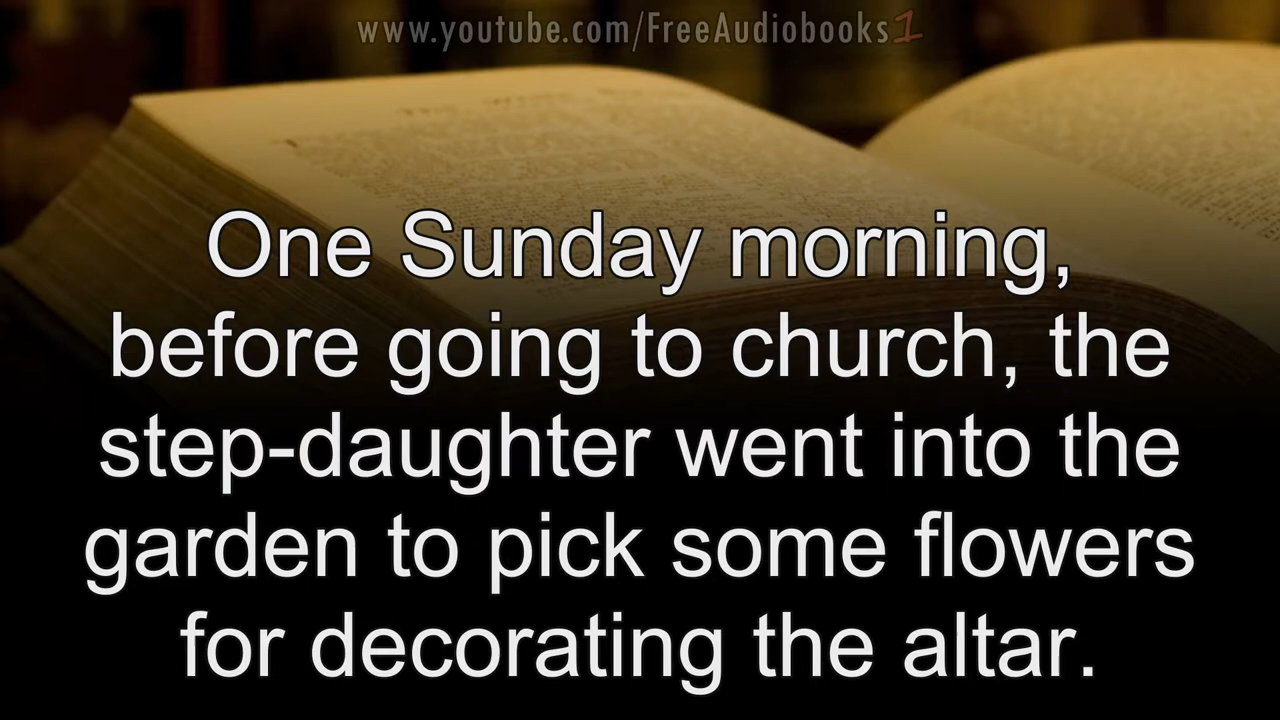 www.youtube.com/FreeAudiobooks1
One Sunday morning,
before going to church, the
step-daughter went into the
garden to pick some flowers
for decorating the altar.